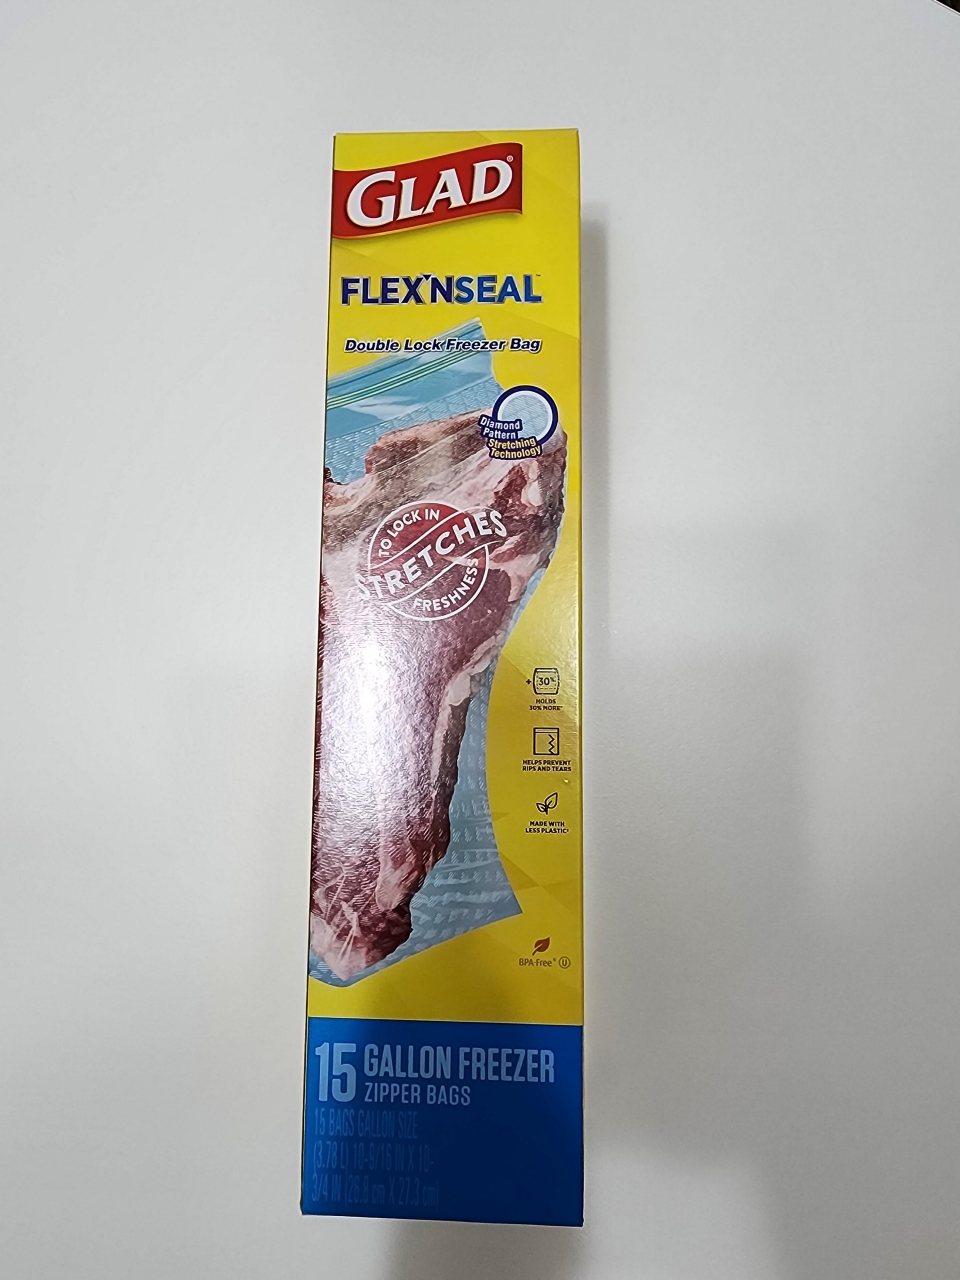 GLAD®
FLEX'NSEAL™
Double Lock Freezer Bag
Diamond
Pattern
Stretching
Technology
TO LOCK IN
STRETCHES
FRESHNESS
+ 30%
HOLDS
30% MORE
HELPS PREVENT
RIPS AND TEARS
MADE WITH
LESS PLASTIC
BPA-Free* U
15 GALLON FREEZER
ZIPPER BAGS
15 BAGS GALLON SIZE
(3.78 L) 10-9/16 IN X 10-
3/4 IN (26.8 cm X 27.3 cm)